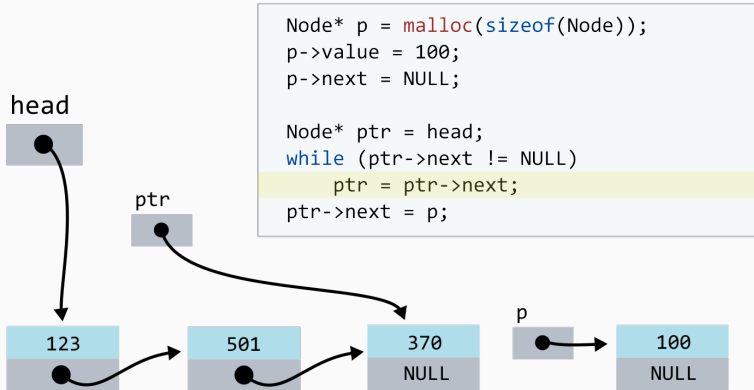 Node* p = malloc(sizeof(Node));
p->value = 100;
p->next = NULL;
Node* ptr = head;
while (ptr->next != NULL)
    ptr = ptr->next;
ptr->next = p;
head
ptr
p
123
501
370
100
NULL
NULL